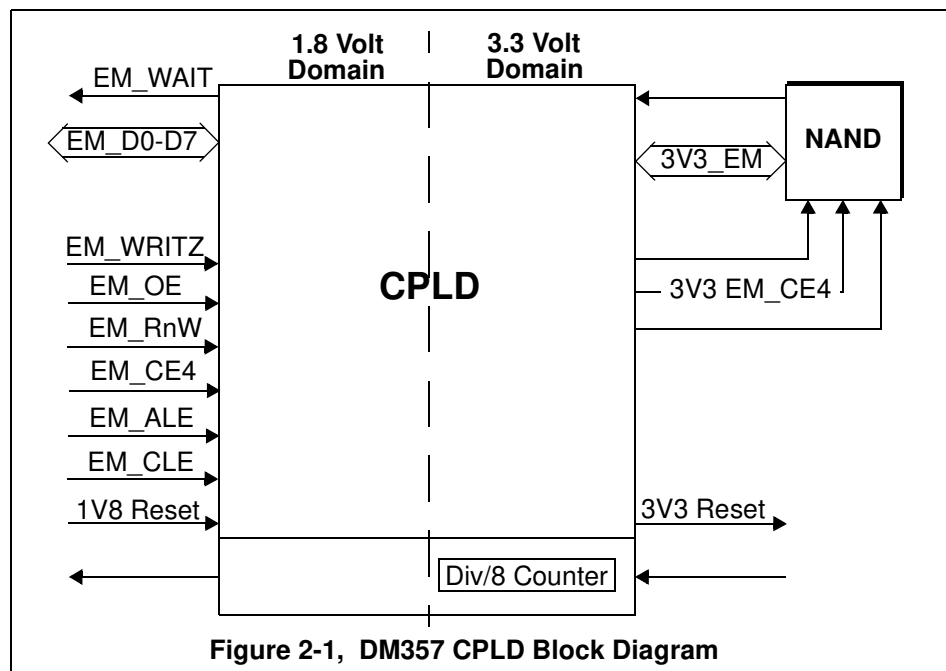 1.8 Volt Domain
3.3 Volt Domain
EM_WAIT
EM_D0-D7
NAND
3V3_EM
EM_WRITZ
EM_OE
EM_RnW
EM_CE4
EM_ALE
EM_CLE
1V8 Reset
CPLD
3V3 EM_CE4
3V3 Reset
Div/8 Counter
Figure 2-1, DM357 CPLD Block Diagram